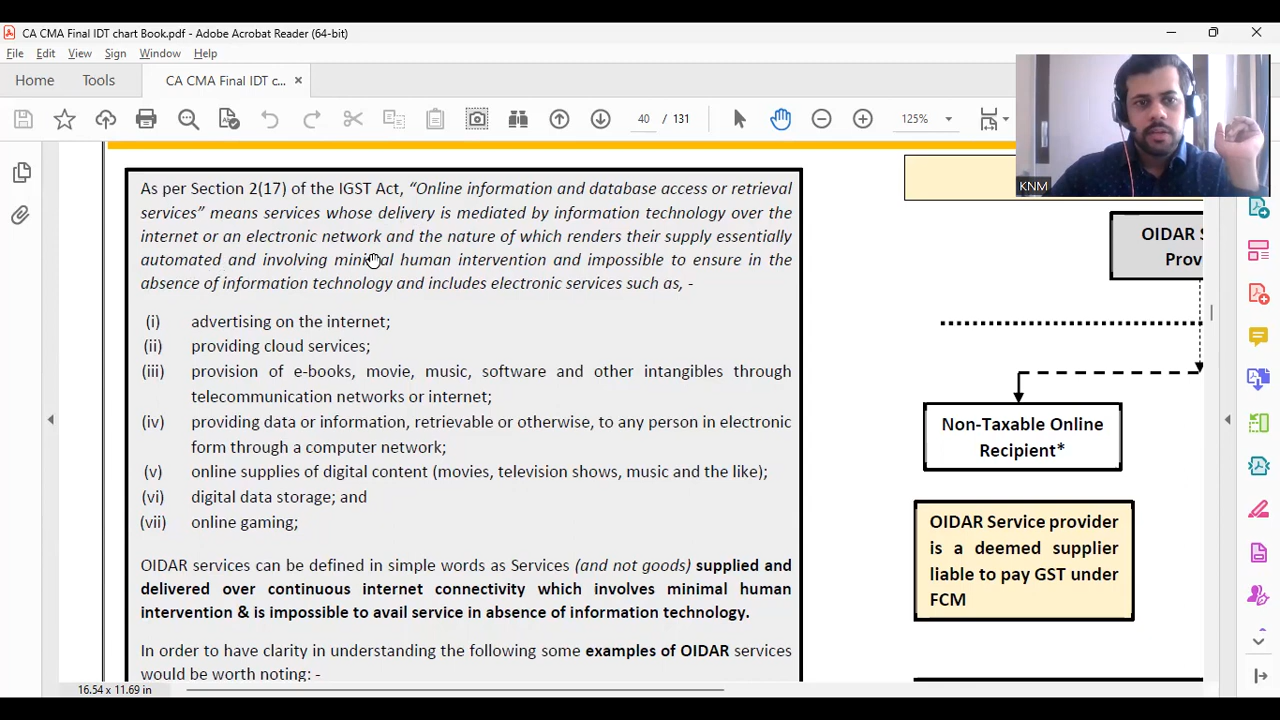 CA CMA Final IDT chart Book.pdf - Adobe Acrobat Reader (64-bit)
File Edit View Sign Window Help
Home Tools CA CMA Final IDT c... ×
40 / 131 125%
KNM
As per Section 2(17) of the IGST Act, “Online information and database access or retrieval
services” means services whose delivery is mediated by information technology over the
internet or an electronic network and the nature of which renders their supply essentially
automated and involving minimal human intervention and impossible to ensure in the
absence of information technology and includes electronic services such as, -
(i) advertising on the internet;
(ii) providing cloud services;
(iii) provision of e-books, movie, music, software and other intangibles through
telecommunication networks or internet;
(iv) providing data or information, retrievable or otherwise, to any person in electronic
form through a computer network;
(v) online supplies of digital content (movies, television shows, music and the like);
(vi) digital data storage; and
(vii) online gaming;
OIDAR services can be defined in simple words as Services (and not goods) supplied and
delivered over continuous internet connectivity which involves minimal human
intervention & is impossible to avail service in absence of information technology.
In order to have clarity in understanding the following some examples of OIDAR services
would be worth noting: -
OIDAR S
Prov
Non-Taxable Online
Recipient*
OIDAR Service provider
is a deemed supplier
liable to pay GST under
FCM
16.54 x 11.69 in